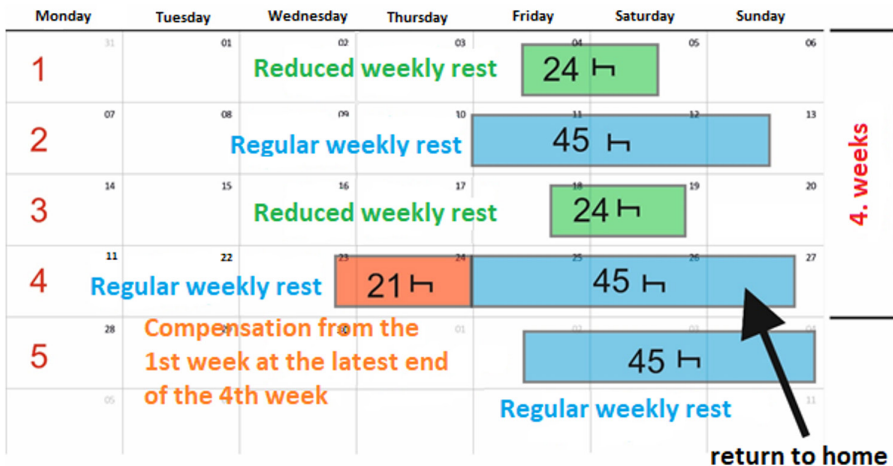 Monday Tuesday Wednesday Thursday Friday Saturday Sunday
31 01 02 03 04 05 06
1 Reduced weekly rest 24 h
07 08 09 10 11 12 13
2 Regular weekly rest 45 h
14 15 16 17 18 19 20
3 Reduced weekly rest 24 h
11 22 23 24 25 26 27
4 Regular weekly rest 21 h 45 h
4. weeks
28 30 01 02 03 04
5 45 h
Compensation from the
1st week at the latest end
of the 4th week
05 11
Regular weekly rest
return to home